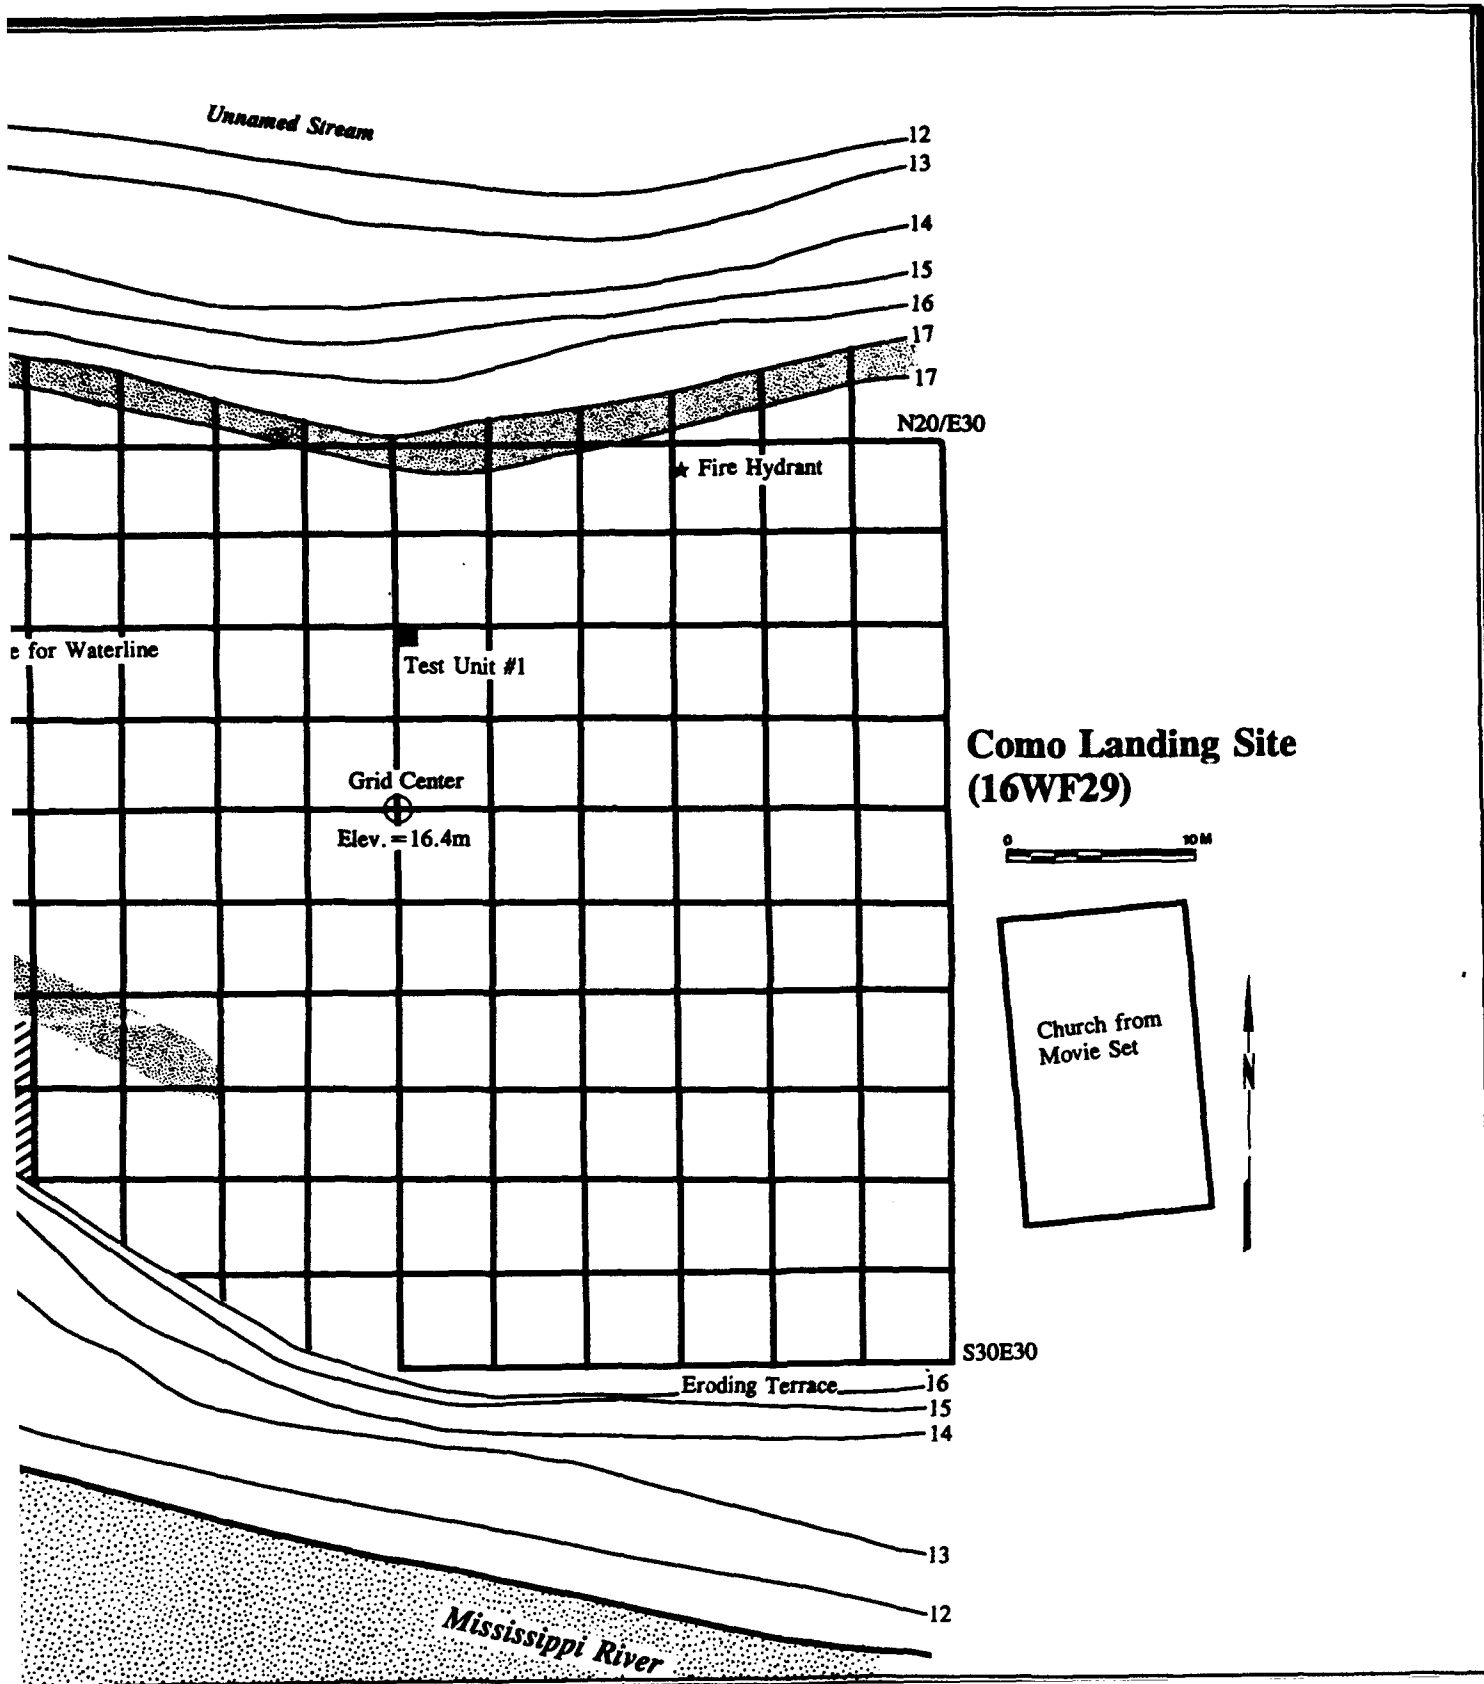 Unnamed Stream
12
13
14
15
16
17
17
N20/E30
Fire Hydrant
e for Waterline
Test Unit #1
Como Landing Site
(16WF29)
Grid Center
Elev. = 16.4m
0 10M
Church from
Movie Set
N
S30E30
Eroding Terrace
16
15
14
13
12
Mississippi River